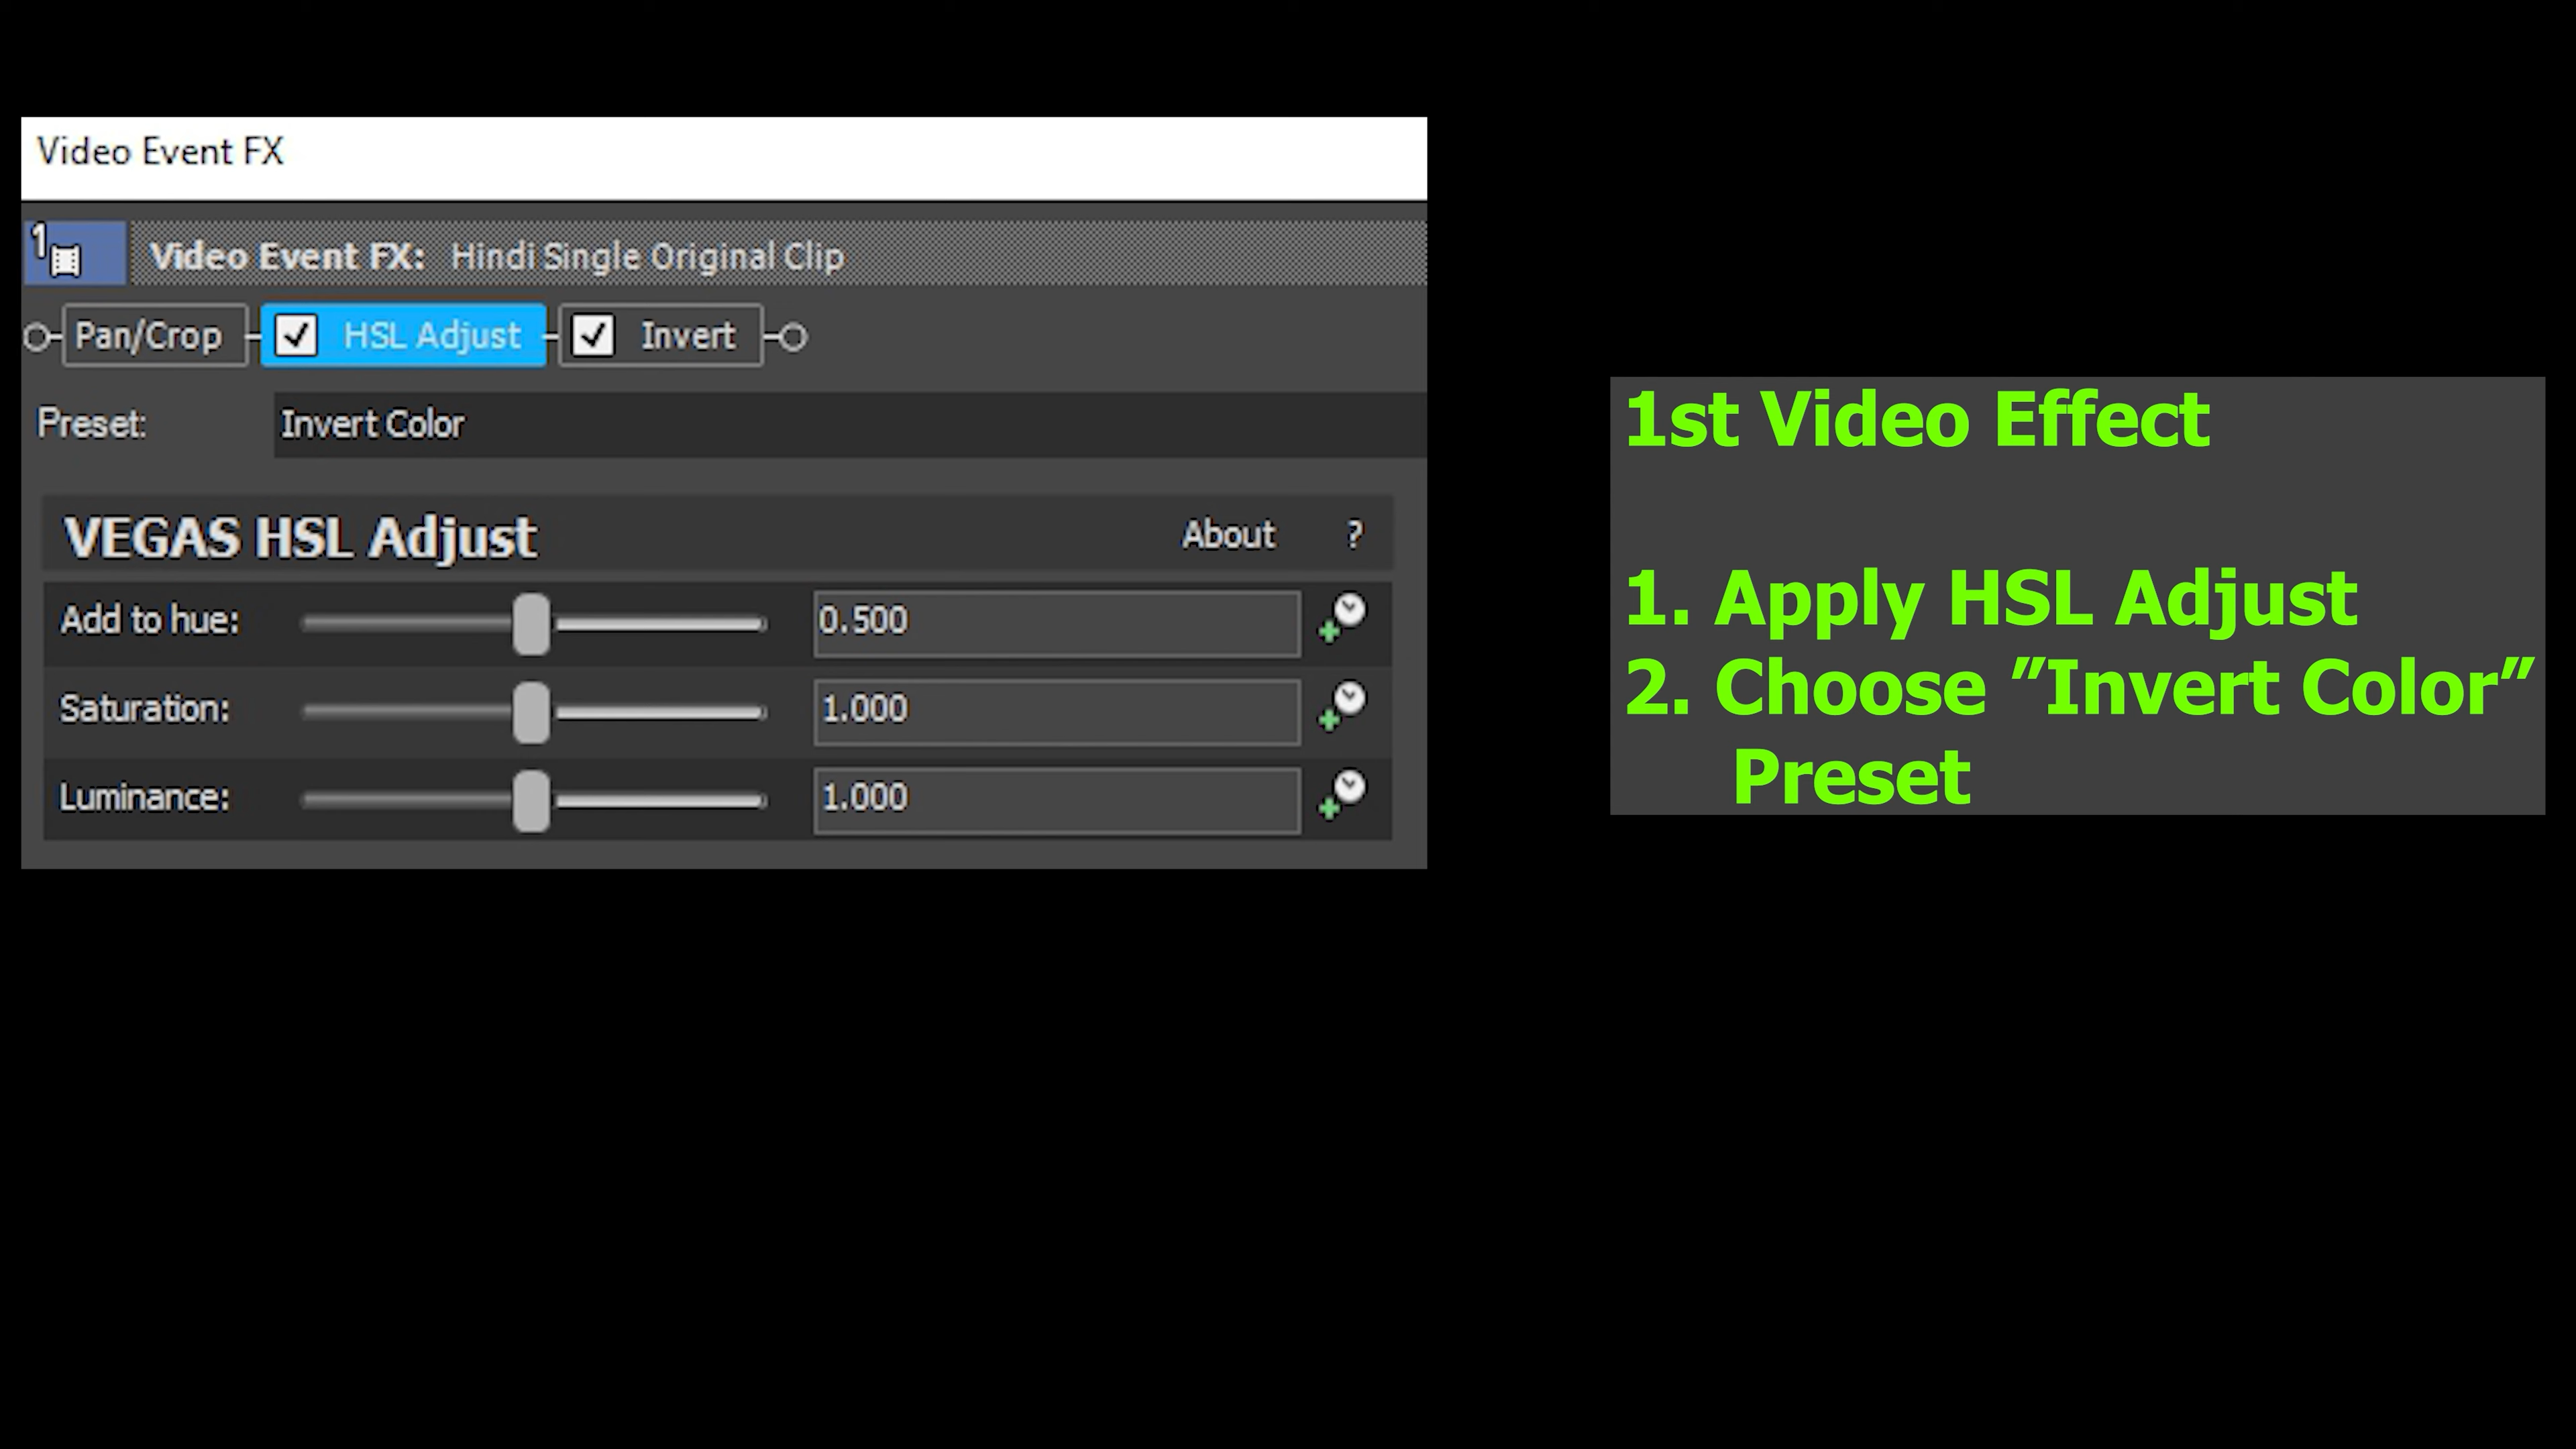 Video Event FX
1
Video Event FX: Hindi Single Original Clip
Pan/Crop HSL Adjust Invert
Preset: Invert Color
VEGAS HSL Adjust About ?
Add to hue: 0.500
Saturation: 1.000
Luminance: 1.000
1st Video Effect
1. Apply HSL Adjust
2. Choose "Invert Color"
Preset